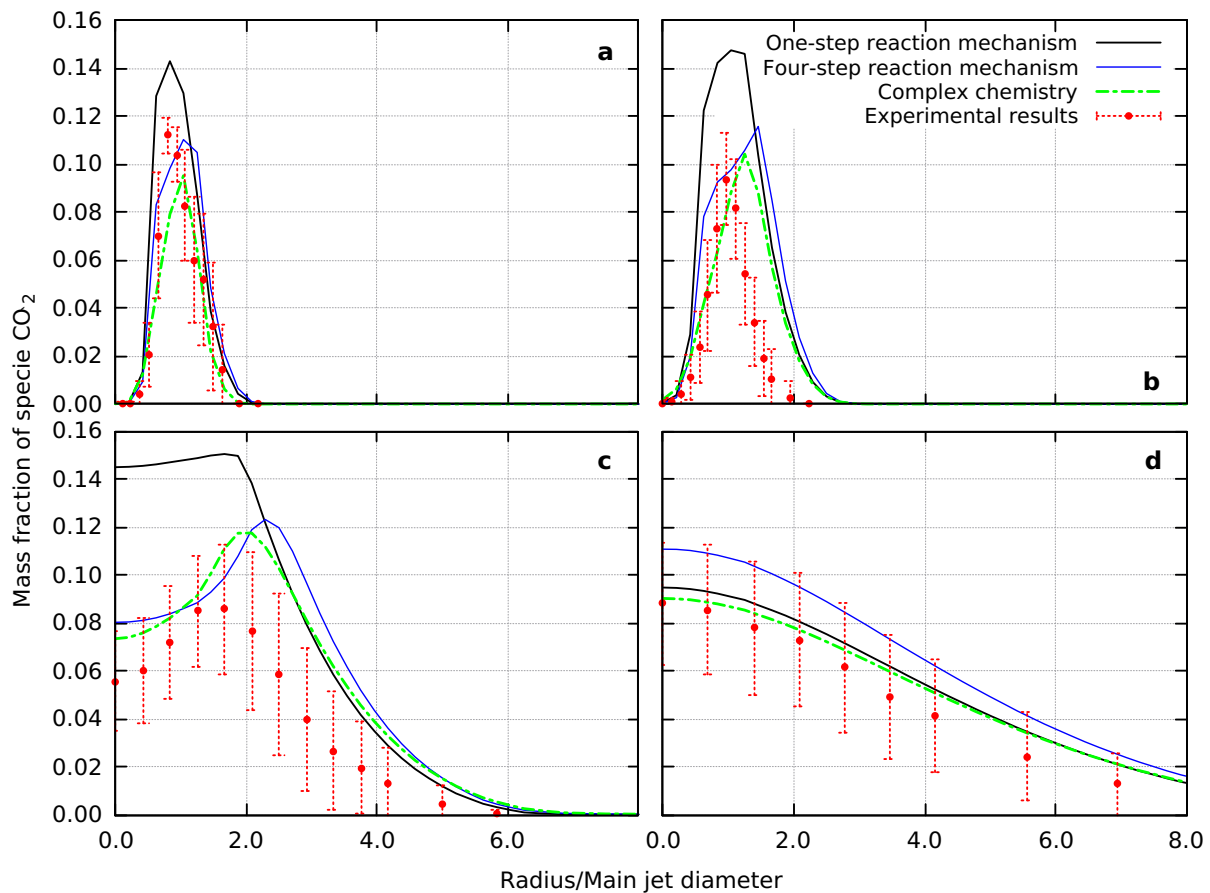 0.16
0.14
0.12
0.10
0.08
0.06
0.04
0.02
0.00
a
One-step reaction mechanism
Four-step reaction mechanism
Complex chemistry
Experimental results
b
Mass fraction of specie CO₂
0.16
0.14
0.12
0.10
0.08
0.06
0.04
0.02
0.00
c
d
0.0 2.0 4.0 6.0 0.0 2.0 4.0 6.0 8.0
Radius/Main jet diameter